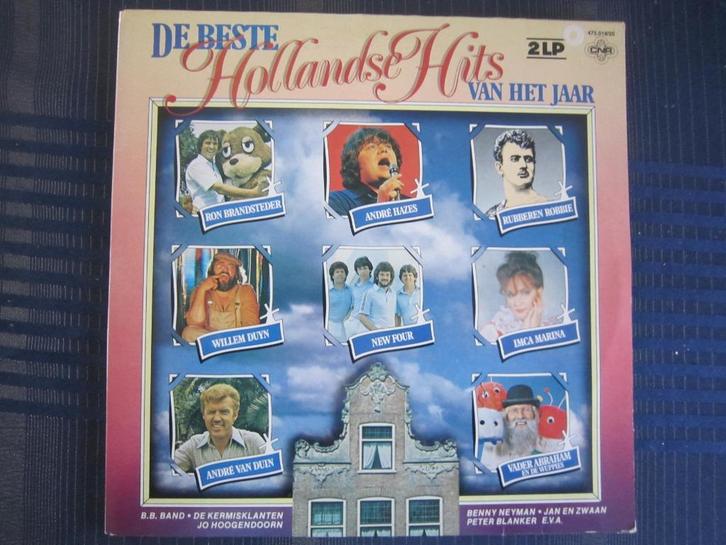 DE BESTE
Hollandse Hits
VAN HET JAAR
2LP
CNR
RON BRANDSTEDER
ANDRÉ HAZES
RUBBEREN ROBBIE
WILLEM DUYN
NEW FOUR
IMCA MARINA
ANDRÉ VAN DUIN
VADER ABRAHAM
EN DE WUPPIES
B.B. BAND • DE KERMISKLANTEN
JO HOOGENDOORN
BENNY NEYMAN • JAN EN ZWAAN
PETER BLANKER E.V.A.